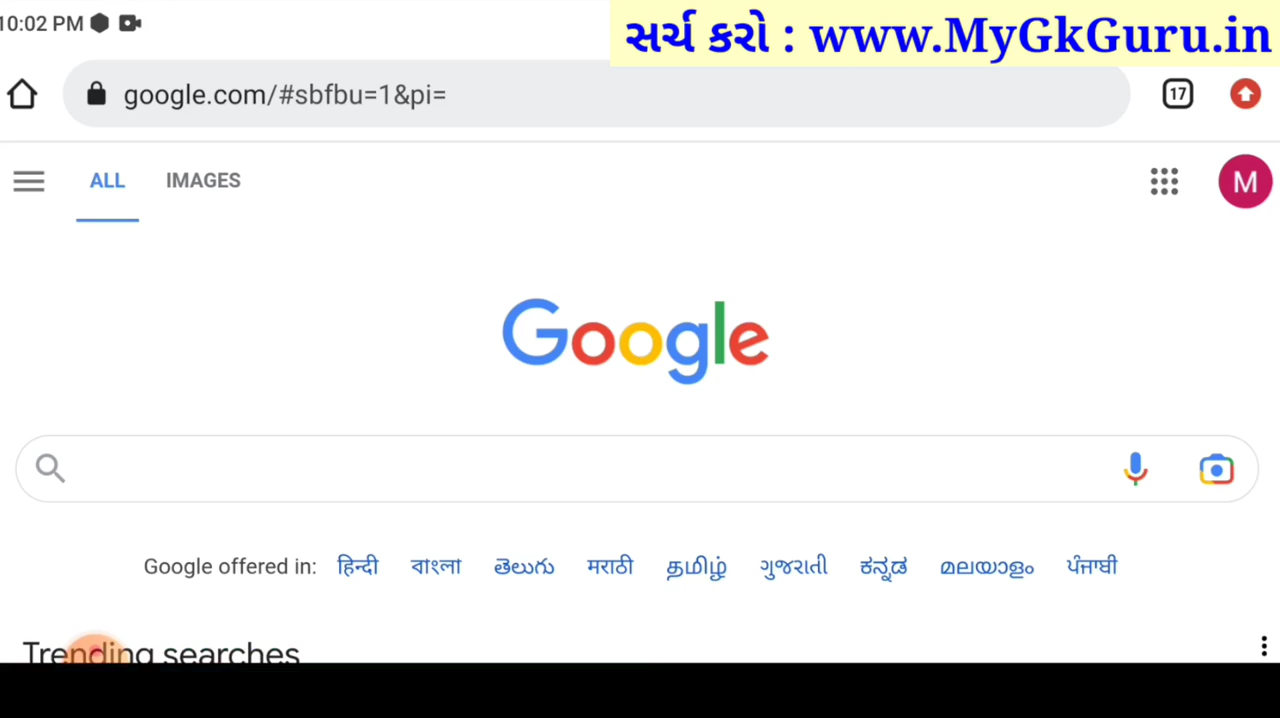 10:02 PM
સર્ચ કરો : www.MyGkGuru.in
google.com/#sbfbu=1&pi=
17
ALL IMAGES
M
Google
Google offered in: हिन्दी বাংলা తెలుగు मराठी தமிழ் ગુજરાતી ಕನ್ನಡ മലയാളം ਪੰਜਾਬੀ
Trending searches